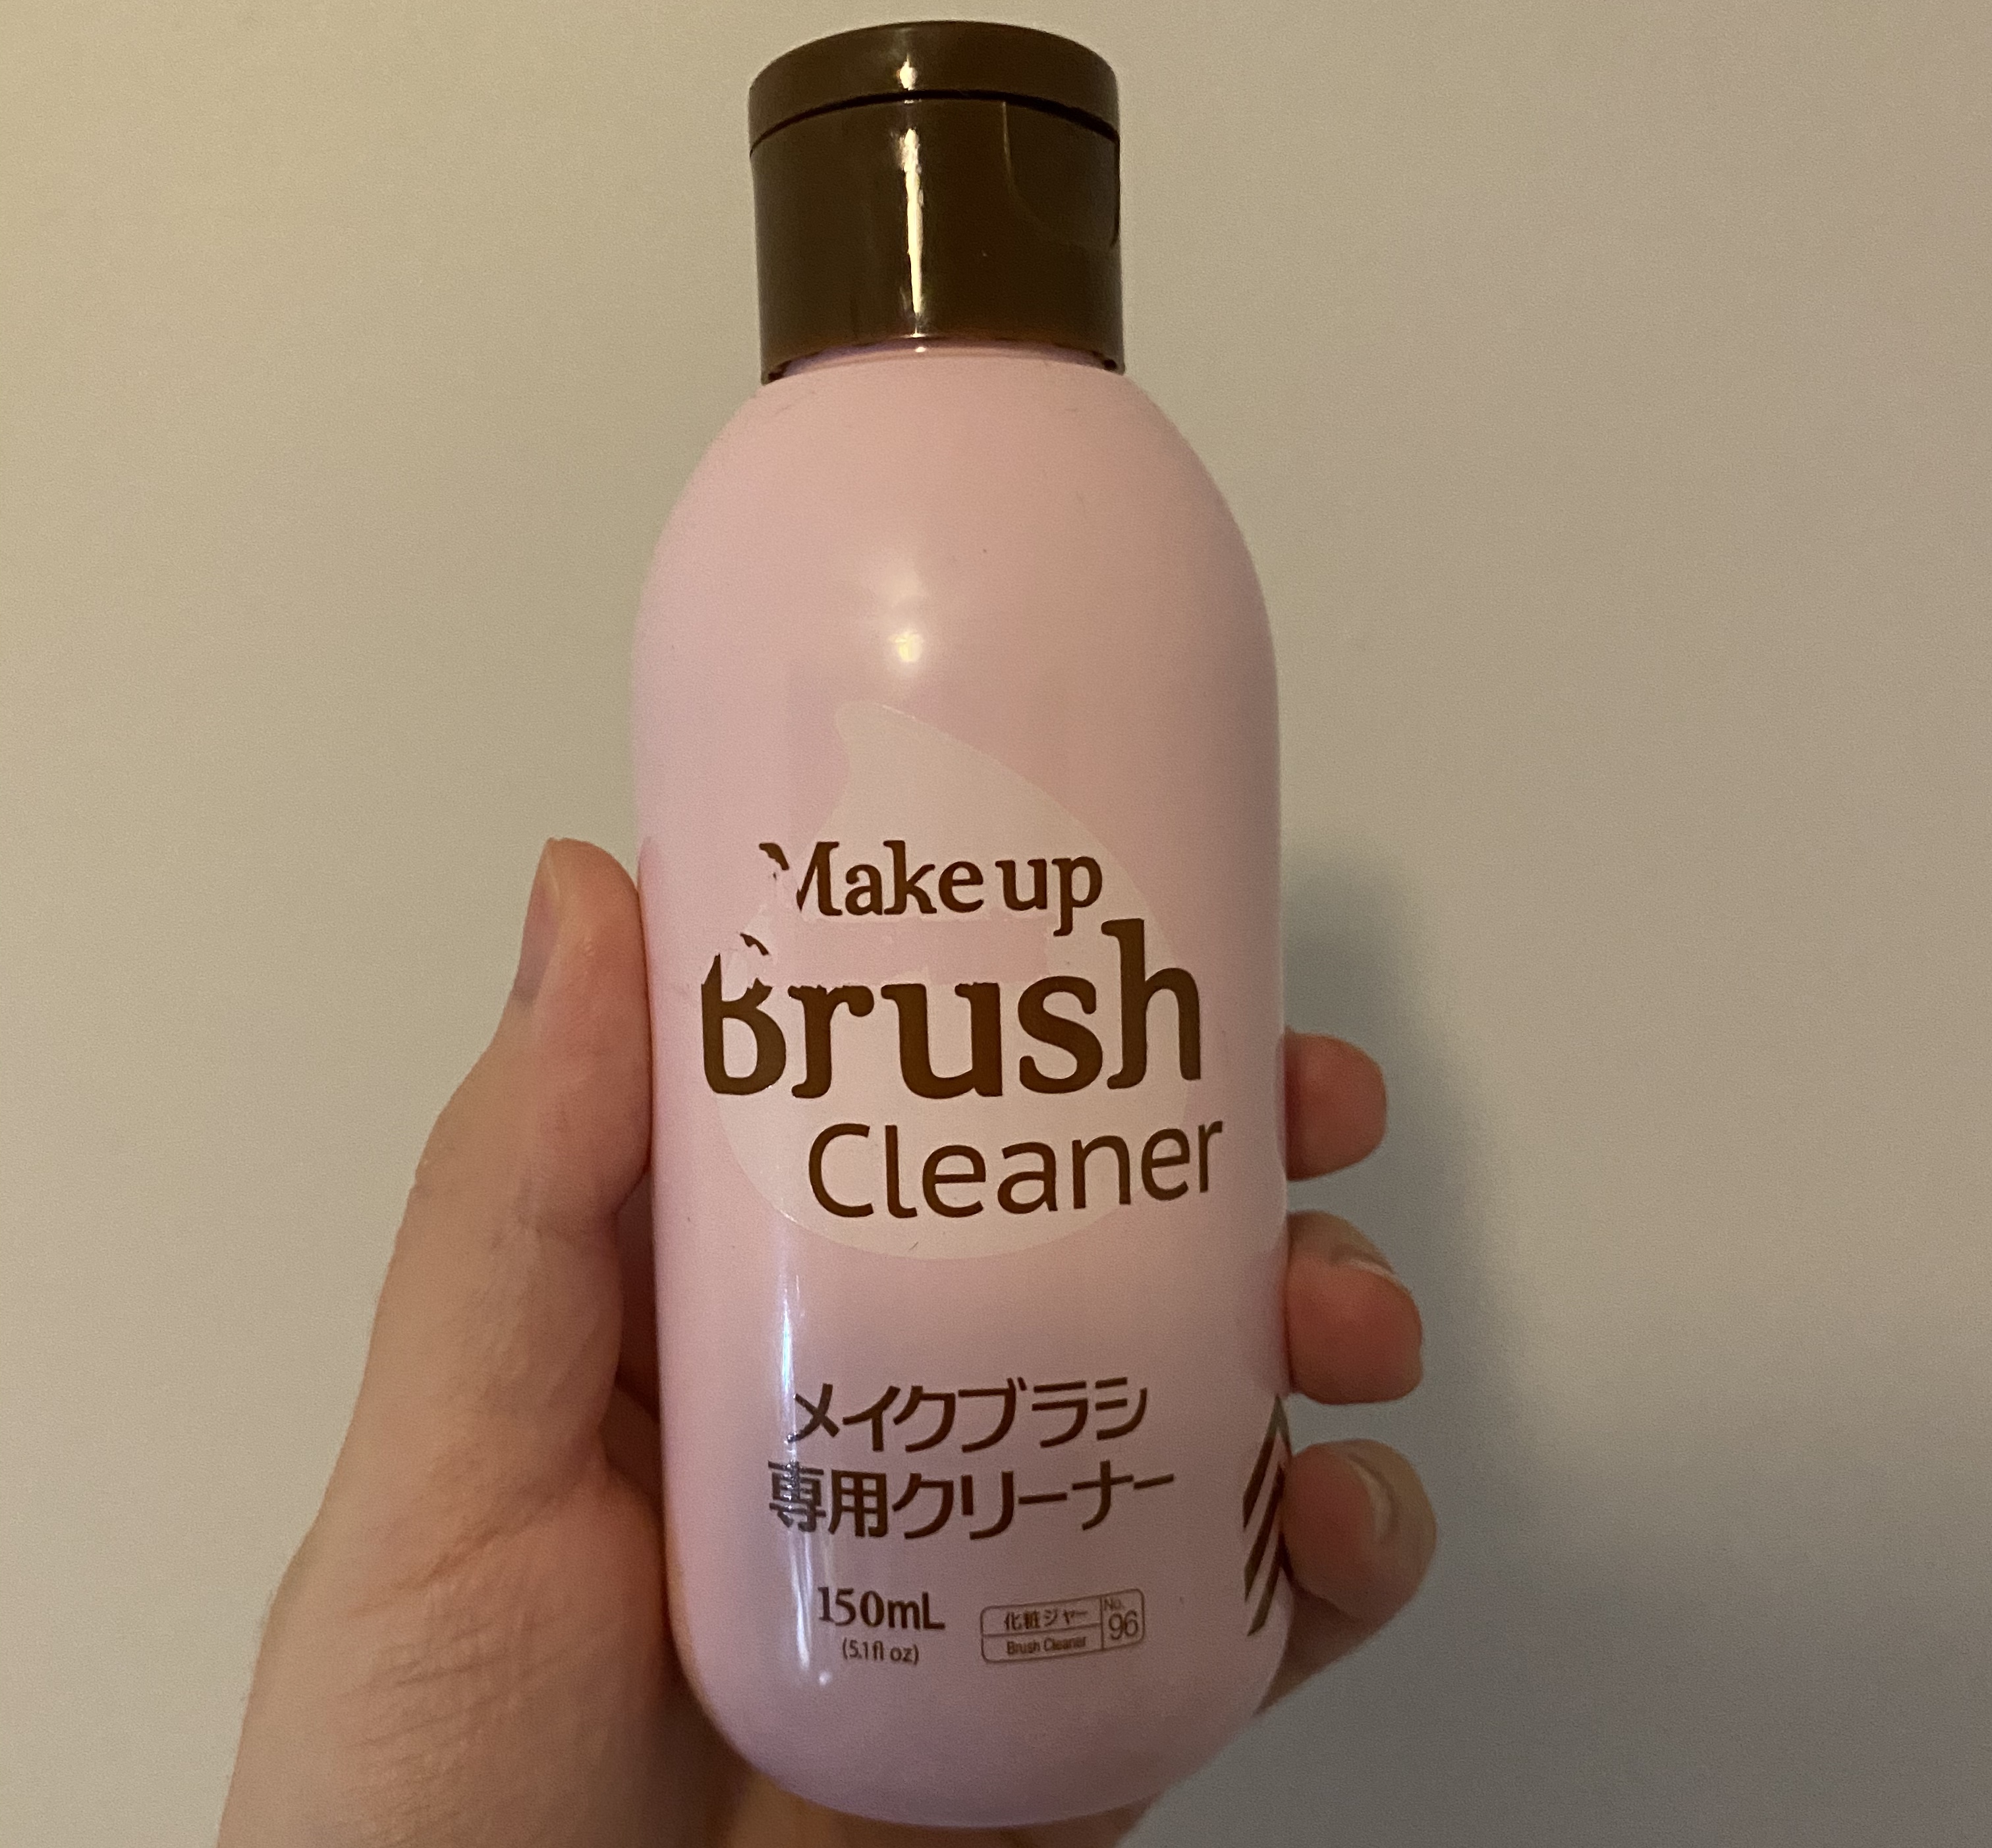 Make up
Brush
Cleaner
メイクブラシ
専用クリーナー
150mL
(5.1fl oz)
化粧ジャー
No.
96
Brush Cleaner